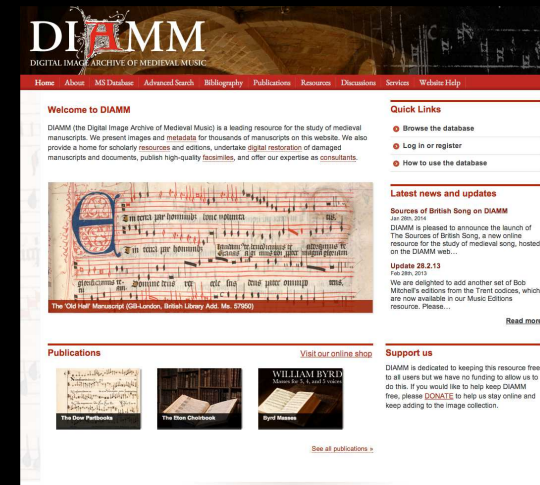 DIAMM
DIGITAL IMAGE ARCHIVE OF MEDIEVAL MUSIC
Home About MS Database Advanced Search Bibliography Publications Resources Discussions Services Website Help
Welcome to DIAMM
DIAMM (the Digital Image Archive of Medieval Music) is a leading resource for the study of medieval
manuscripts. We present images and metadata for thousands of manuscripts on this website. We also
provide a home for scholarly resources and editions, undertake digital restoration of damaged
manuscripts and documents, publish high-quality facsimiles, and offer our expertise as consultants.
Et in terra pax hominibus bone voluntatis
The 'Old Hall' Manuscript (GB-London, British Library Add. Ms. 57950)
Quick Links
Browse the database
Log in or register
How to use the database
Latest news and updates
Sources of British Song on DIAMM
Jan 28th, 2014
DIAMM is pleased to announce the launch of
The Sources of British Song, a new online
resource for the study of medieval song, hosted
on the DIAMM web…
Update 28.2.13
Feb 28th, 2013
We are delighted to add another set of Bob
Mitchell's editions from the Trent codices, which
are now available in our Music Editions
resource. Please…
Read more
Publications
Visit our online shop
The Dow Partbooks
The Eton Choirbook
WILLIAM BYRD
Masses for 3, 4, and 5 voices
Byrd Masses
See all publications »
Support us
DIAMM is dedicated to keeping this resource free
to all users but we have no funding to allow us to
do this. If you would like to help keep DIAMM
free, please DONATE to help us stay online and
keep adding to the image collection.